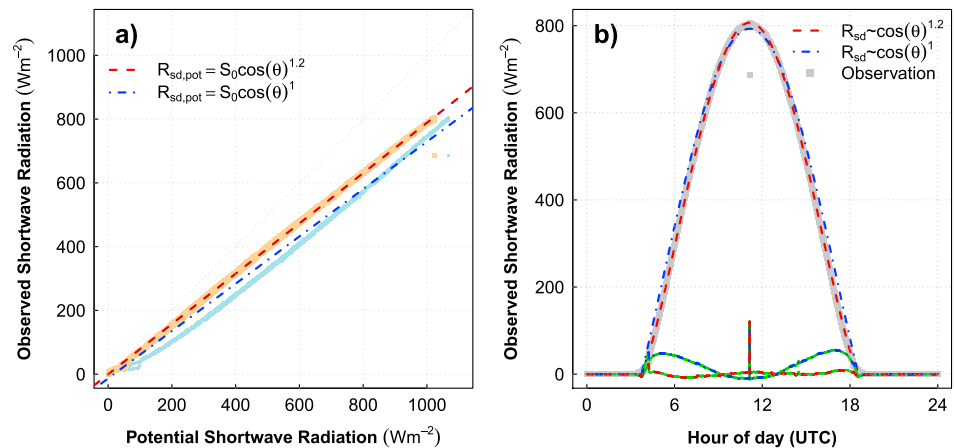 a)
R_sd,pot = S_0cos(θ)^1.2
R_sd,pot = S_0cos(θ)^1
Observed Shortwave Radiation (Wm^−2)
1000
800
600
400
200
0
0 200 400 600 800 1000
Potential Shortwave Radiation (Wm^−2)
b)
R_sd~cos(θ)^1.2
R_sd~cos(θ)^1
Observation
Observed Shortwave Radiation (Wm^−2)
800
600
400
200
0
0 6 12 18 24
Hour of day (UTC)